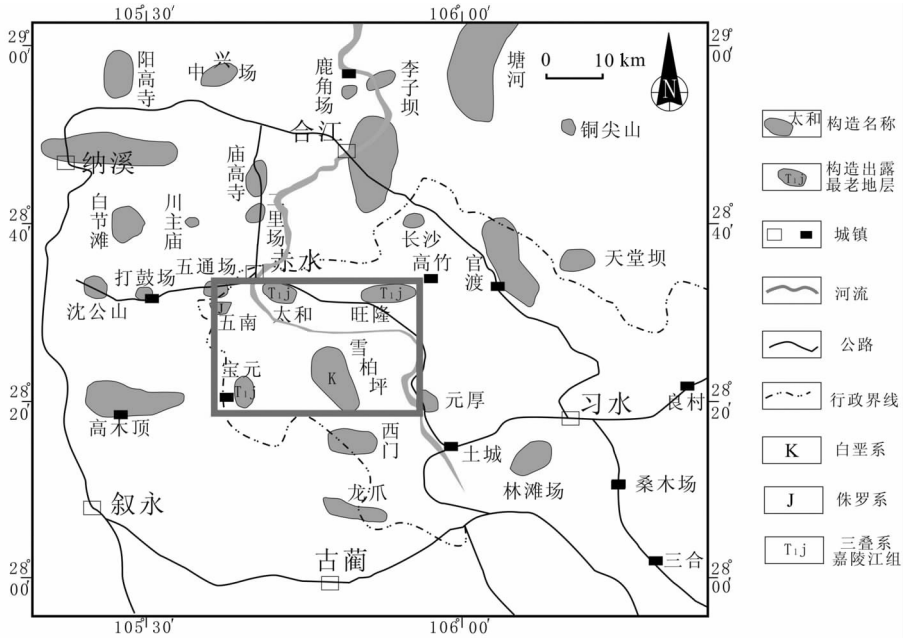 105°30′
106°00′
29°
00′
29°
00′
阳高寺
中兴场
鹿角场
李子坝
塘河
0
10 km
N
铜尖山
合江
纳溪
庙高寺
28°
40′
28°
40′
白节滩
川主庙
二里场
长沙
天堂坝
官渡
高竹
五通场
赤水
打鼓场
沈公山
J
T₁j
T₁j
五南
太和
旺隆
雪柏坪
宝元
K
T₁j
28°
20′
28°
20′
元厚
习水
良村
高木顶
西门
土城
林滩场
桑木场
叙永
龙爪
古蔺
三合
28°
00′
28°
00′
105°30′
106°00′
太和
构造名称
T₁j
构造出露
最老地层
城镇
河流
公路
行政界线
K
白垩系
J
侏罗系
T₁j
三叠系
嘉陵江组